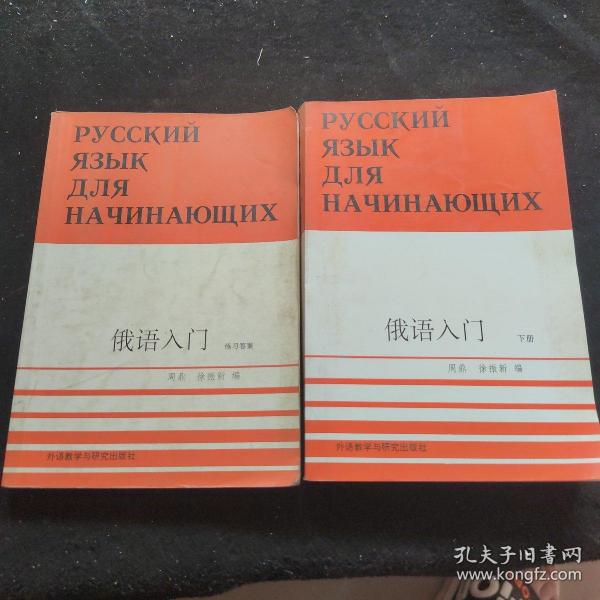 РУССКИЙ
ЯЗЫК
ДЛЯ
НАЧИНАЮЩИХ
俄语入门 练习答案
周鼎 徐振新 编
外语教学与研究出版社
РУССКИЙ
ЯЗЫК
ДЛЯ
НАЧИНАЮЩИХ
俄语入门 下册
周鼎 徐振新 编
外语教学与研究出版社
孔夫子旧书网
www.kongfz.com